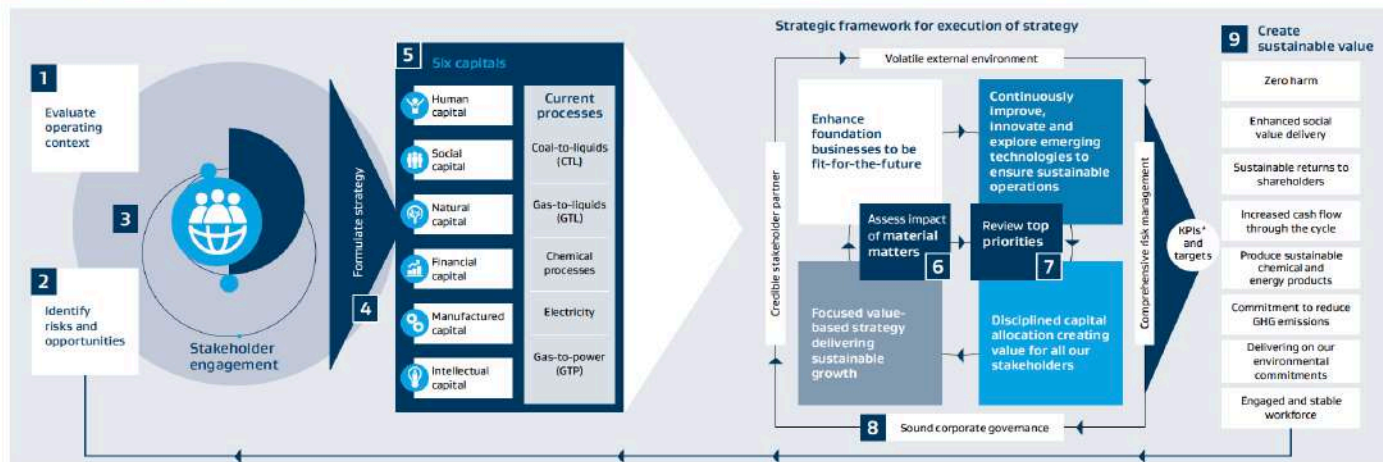 1
Evaluate
operating
context
2
Identify
risks and
opportunities
3
Stakeholder
engagement
Formulate strategy
4
5
Six capitals
Human
capital
Social
capital
Natural
capital
Financial
capital
Manufactured
capital
Intellectual
capital
Current
processes
Coal-to-liquids
(CTL)
Gas-to-liquids
(GTL)
Chemical
processes
Electricity
Gas-to-power
(GTP)
Strategic framework for execution of strategy
Volatile external environment
Credible stakeholder partner
Enhance
foundation
businesses to be
fit-for-the-future
Continuously
improve,
innovate and
explore emerging
technologies to
ensure sustainable
operations
Assess impact
of material
matters
6
Review top
priorities
7
Focused value-
based strategy
delivering
sustainable
growth
Disciplined capital
allocation creating
value for all our
stakeholders
Comprehensive risk management
8
Sound corporate governance
KPIs*
and
targets
9
Create
sustainable value
Zero harm
Enhanced social
value delivery
Sustainable returns to
shareholders
Increased cash flow
through the cycle
Produce sustainable
chemical and
energy products
Commitment to reduce
GHG emissions
Delivering on our
environmental
commitments
Engaged and stable
workforce